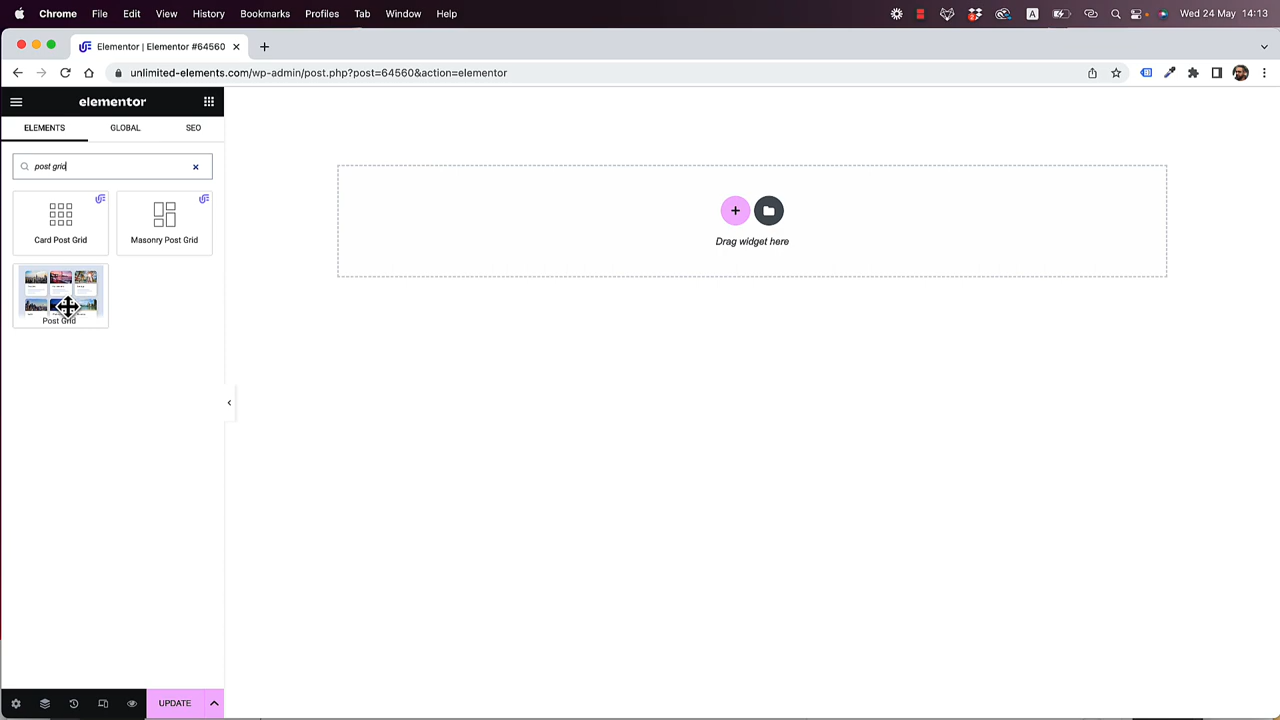 Chrome File Edit View History Bookmarks Profiles Tab Window Help A Wed 24 May 14:13
Elementor | Elementor #64560
unlimited-elements.com/wp-admin/post.php?post=64560&action=elementor
elementor
ELEMENTS GLOBAL SEO
post grid
Card Post Grid
Masonry Post Grid
Post Grid
Drag widget here
UPDATE